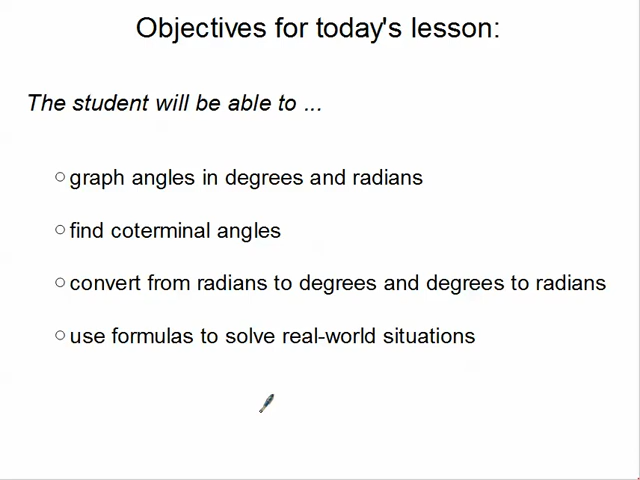 Objectives for today's lesson:
The student will be able to ...
graph angles in degrees and radians
find coterminal angles
convert from radians to degrees and degrees to radians
use formulas to solve real-world situations